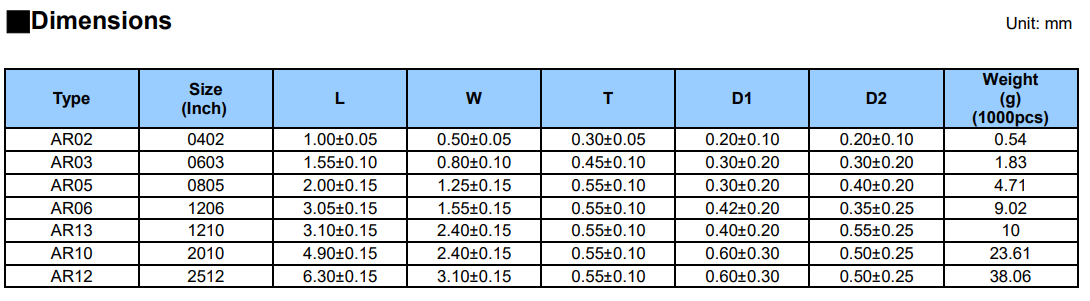 ■Dimensions
Unit: mm
Type Size (Inch) L W T D1 D2 Weight (g) (1000pcs)
AR02 0402 1.00±0.05 0.50±0.05 0.30±0.05 0.20±0.10 0.20±0.10 0.54
AR03 0603 1.55±0.10 0.80±0.10 0.45±0.10 0.30±0.20 0.30±0.20 1.83
AR05 0805 2.00±0.15 1.25±0.15 0.55±0.10 0.30±0.20 0.40±0.20 4.71
AR06 1206 3.05±0.15 1.55±0.15 0.55±0.10 0.42±0.20 0.35±0.25 9.02
AR13 1210 3.10±0.15 2.40±0.15 0.55±0.10 0.40±0.20 0.55±0.25 10
AR10 2010 4.90±0.15 2.40±0.15 0.55±0.10 0.60±0.30 0.50±0.25 23.61
AR12 2512 6.30±0.15 3.10±0.15 0.55±0.10 0.60±0.30 0.50±0.25 38.06